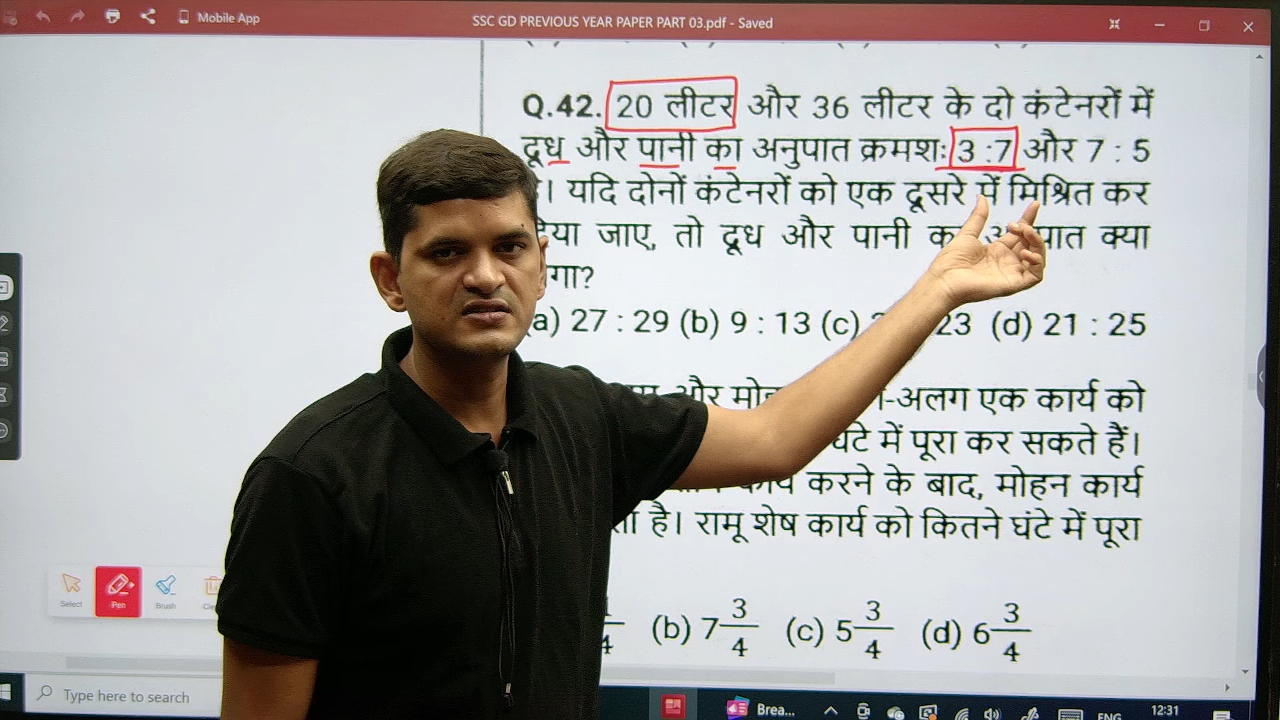 Mobile App
SSC GD PREVIOUS YEAR PAPER PART 03.pdf - Saved
Q.42. 20 लीटर और 36 लीटर के दो कंटेनरों में
दूध और पानी का अनुपात क्रमशः 3 :7 और 7 : 5
। यदि दोनों कंटेनरों को एक दूसरे में मिश्रित कर
जाए, तो दूध और पानी क्या
(a) 27 : 29 (b) 9 : 13 (c) 23 (d) 21 : 25
और -अलग एक कार्य को
घंटे में पूरा कर सकते हैं।
कार्य करने के बाद, मोहन कार्य
है। रामू शेष कार्य को कितने घंटे में पूरा
(b) 7 3/4 (c) 5 3/4 (d) 6 3/4
Select
Pen
Brush
Type here to search
Brea...
ENG
12:31